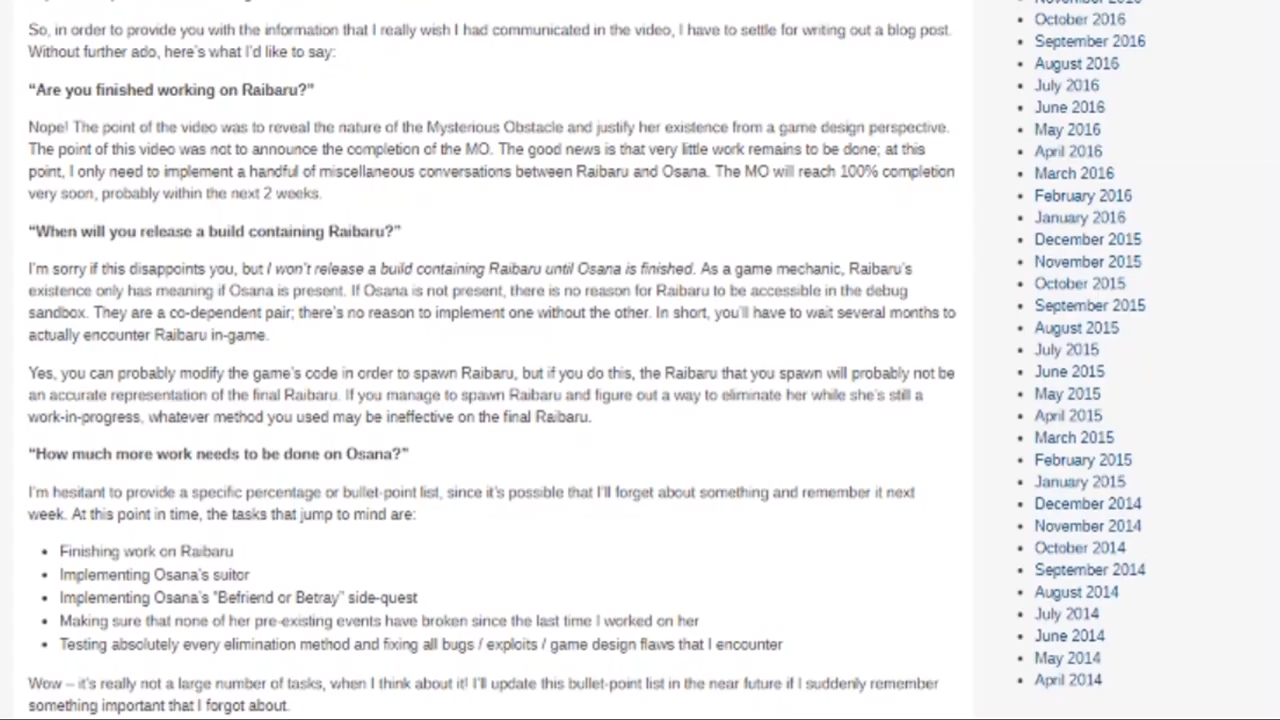 So, in order to provide you with the information that I really wish I had communicated in the video, I have to settle for writing out a blog post.
Without further ado, here's what I'd like to say:
“Are you finished working on Raibaru?”
Nope! The point of the video was to reveal the nature of the Mysterious Obstacle and justify her existence from a game design perspective.
The point of this video was not to announce the completion of the MO. The good news is that very little work remains to be done; at this
point, I only need to implement a handful of miscellaneous conversations between Raibaru and Osana. The MO will reach 100% completion
very soon, probably within the next 2 weeks.
“When will you release a build containing Raibaru?”
I'm sorry if this disappoints you, but I won't release a build containing Raibaru until Osana is finished. As a game mechanic, Raibaru's
existence only has meaning if Osana is present. If Osana is not present, there is no reason for Raibaru to be accessible in the debug
sandbox. They are a co-dependent pair; there's no reason to implement one without the other. In short, you'll have to wait several months to
actually encounter Raibaru in-game.
Yes, you can probably modify the game's code in order to spawn Raibaru, but if you do this, the Raibaru that you spawn will probably not be
an accurate representation of the final Raibaru. If you manage to spawn Raibaru and figure out a way to eliminate her while she's still a
work-in-progress, whatever method you used may be ineffective on the final Raibaru.
“How much more work needs to be done on Osana?”
I'm hesitant to provide a specific percentage or bullet-point list, since it's possible that I'll forget about something and remember it next
week. At this point in time, the tasks that jump to mind are:
• Finishing work on Raibaru
• Implementing Osana's suitor
• Implementing Osana's “Befriend or Betray” side-quest
• Making sure that none of her pre-existing events have broken since the last time I worked on her
• Testing absolutely every elimination method and fixing all bugs / exploits / game design flaws that I encounter
Wow – it's really not a large number of tasks, when I think about it! I'll update this bullet-point list in the near future if I suddenly remember
something important that I forgot about.
• October 2016
• September 2016
• August 2016
• July 2016
• June 2016
• May 2016
• April 2016
• March 2016
• February 2016
• January 2016
• December 2015
• November 2015
• October 2015
• September 2015
• August 2015
• July 2015
• June 2015
• May 2015
• April 2015
• March 2015
• February 2015
• January 2015
• December 2014
• November 2014
• October 2014
• September 2014
• August 2014
• July 2014
• June 2014
• May 2014
• April 2014